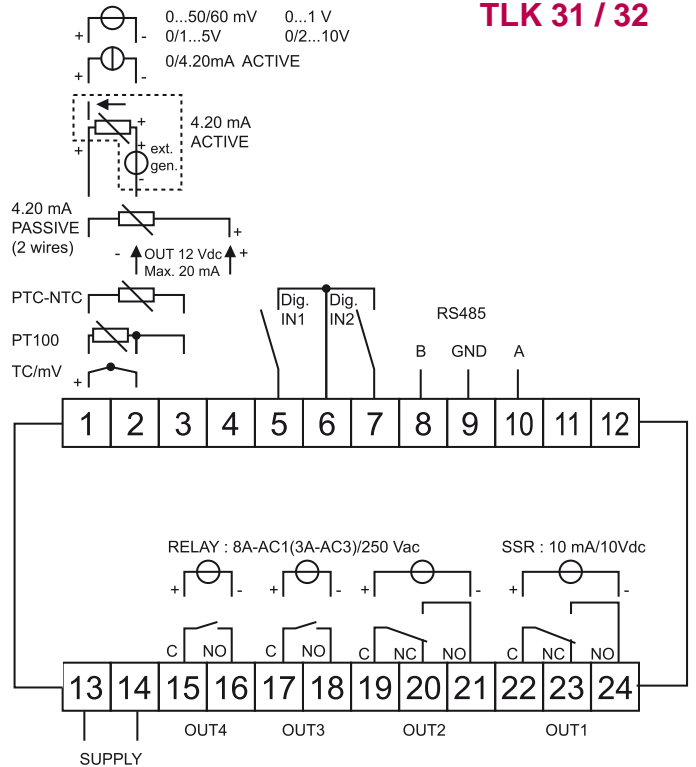 TLK 31 / 32
0...50/60 mV 0...1 V
+ - 0/1...5V 0/2...10V
+ - 0/4.20mA ACTIVE
+ 4.20 mA
+ + ext. ACTIVE
gen.
-
4.20 mA
PASSIVE +
(2 wires) - OUT 12 Vdc +
Max. 20 mA
PTC-NTC
PT100
TC/mV
+
Dig. Dig.
IN1 IN2
RS485
B GND A
1 2 3 4 5 6 7 8 9 10 11 12
RELAY : 8A-AC1(3A-AC3)/250 Vac SSR : 10 mA/10Vdc
+ - + - + - + -
C NO C NO C NC NO C NC NO
13 14 15 16 17 18 19 20 21 22 23 24
OUT4 OUT3 OUT2 OUT1
SUPPLY